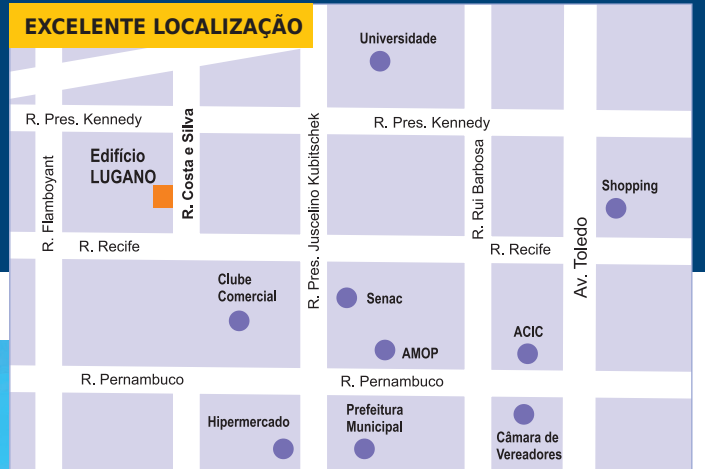 EXCELENTE LOCALIZAÇÃO
Universidade
R. Pres. Kennedy
R. Pres. Kennedy
Edifício
LUGANO
R. Flamboyant
R. Costa e Silva
R. Pres. Juscelino Kubitschek
R. Rui Barbosa
Shopping
Av. Toledo
R. Recife
R. Recife
Clube
Comercial
Senac
AMOP
ACIC
R. Pernambuco
R. Pernambuco
Hipermercado
Prefeitura
Municipal
Câmara de
Vereadores